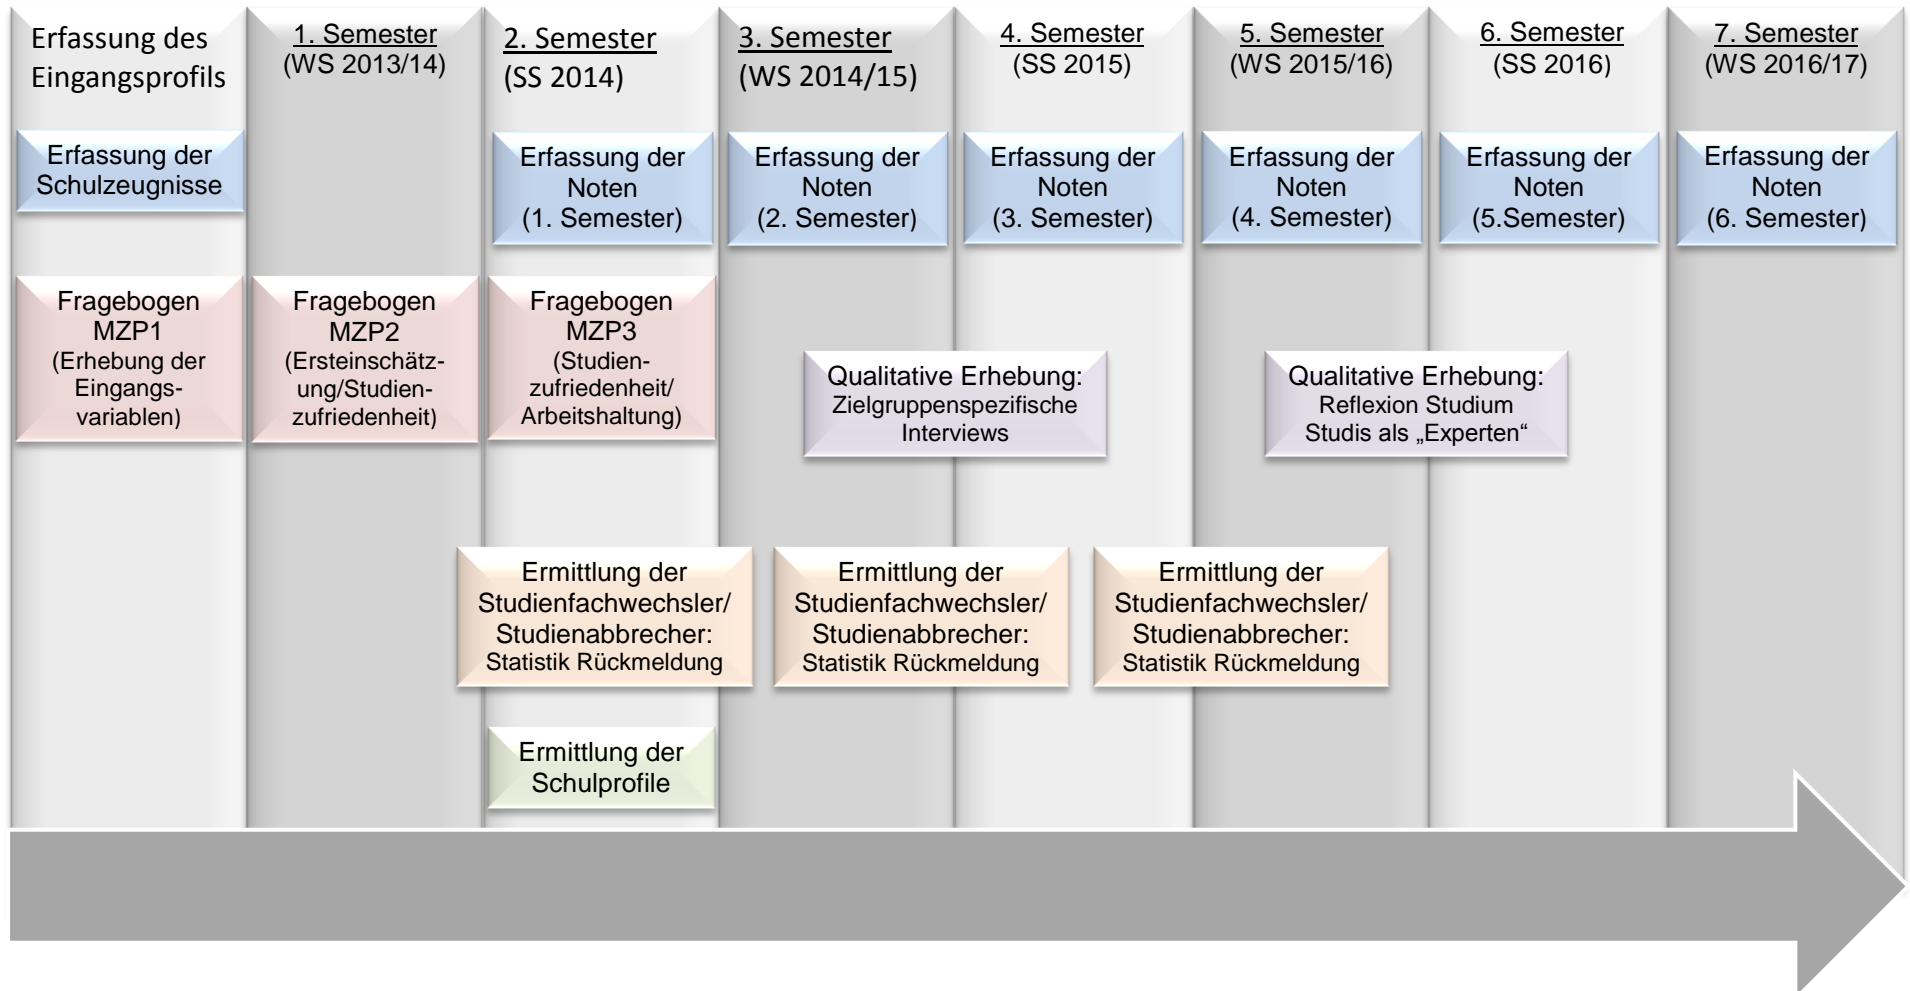 Erfassung des
Eingangsprofils
1. Semester
(WS 2013/14)
2. Semester
(SS 2014)
3. Semester
(WS 2014/15)
4. Semester
(SS 2015)
5. Semester
(WS 2015/16)
6. Semester
(SS 2016)
7. Semester
(WS 2016/17)
Erfassung der
Schulzeugnisse
Erfassung der
Noten
(1. Semester)
Erfassung der
Noten
(2. Semester)
Erfassung der
Noten
(3. Semester)
Erfassung der
Noten
(4. Semester)
Erfassung der
Noten
(5.Semester)
Erfassung der
Noten
(6. Semester)
Fragebogen
MZP1
(Erhebung der
Eingangs-
variablen)
Fragebogen
MZP2
(Ersteinschätz-
ung/Studien-
zufriedenheit)
Fragebogen
MZP3
(Studien-
zufriedenheit/
Arbeitshaltung)
Qualitative Erhebung:
Zielgruppenspezifische
Interviews
Qualitative Erhebung:
Reflexion Studium
Studis als „Experten“
Ermittlung der
Studienfachwechsler/
Studienabbrecher:
Statistik Rückmeldung
Ermittlung der
Studienfachwechsler/
Studienabbrecher:
Statistik Rückmeldung
Ermittlung der
Studienfachwechsler/
Studienabbrecher:
Statistik Rückmeldung
Ermittlung der
Schulprofile